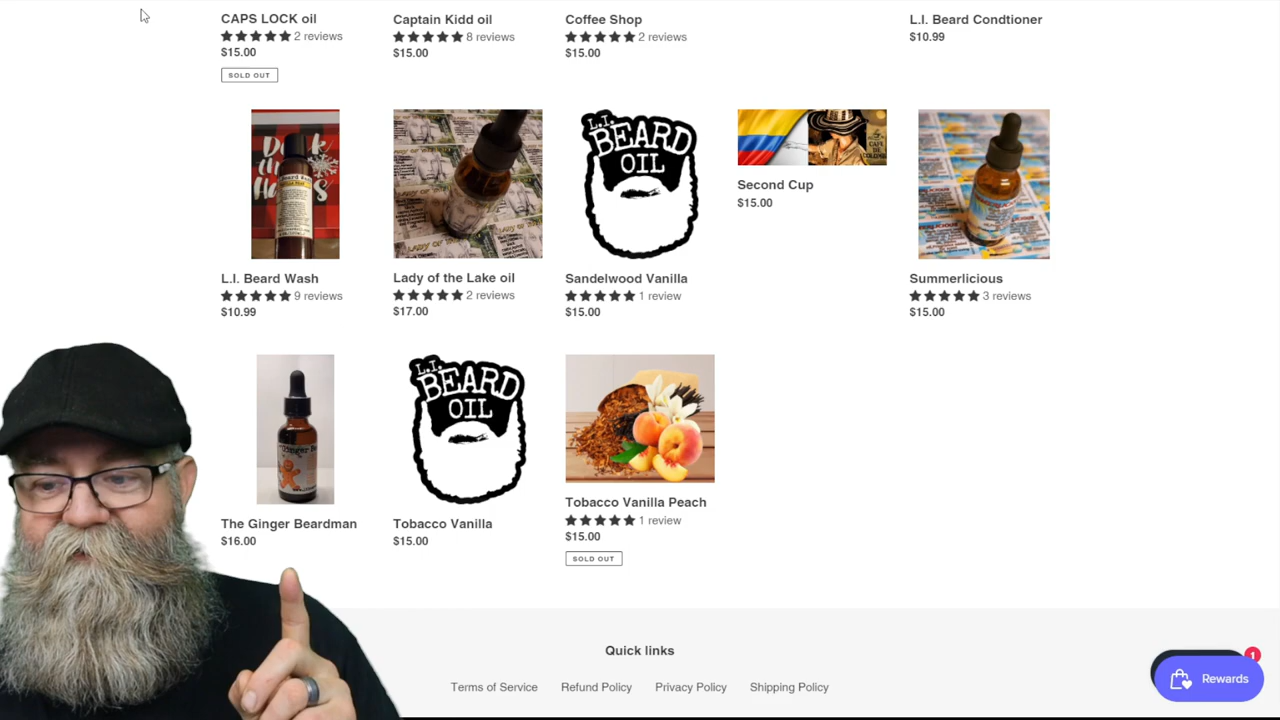 CAPS LOCK oil
2 reviews
$15.00
SOLD OUT
Captain Kidd oil
8 reviews
$15.00
Coffee Shop
2 reviews
$15.00
L.I. Beard Condtioner
$10.99
L.I. Beard Wash
9 reviews
$10.99
Lady of the Lake oil
2 reviews
$17.00
L.I.
BEARD
OIL
Sandelwood Vanilla
1 review
$15.00
Second Cup
$15.00
Summerlicious
3 reviews
$15.00
The Ginger Beardman
$16.00
L.I.
BEARD
OIL
Tobacco Vanilla
$15.00
Tobacco Vanilla Peach
1 review
$15.00
SOLD OUT
Quick links
Terms of Service
Refund Policy
Privacy Policy
Shipping Policy
1
Rewards